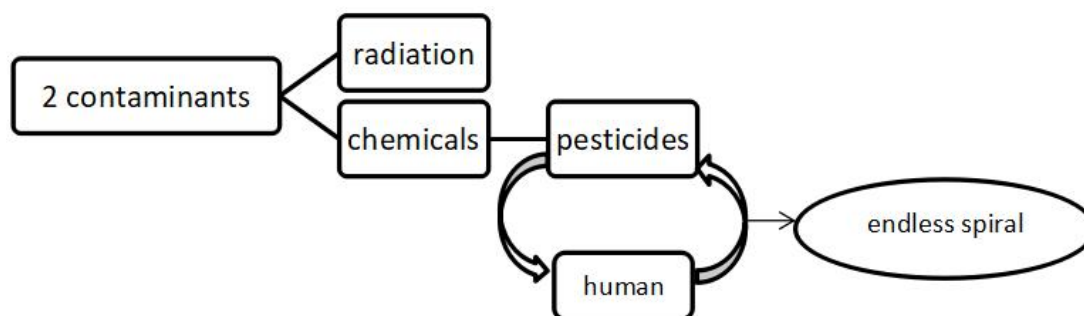 radiation
2 contaminants
chemicals
pesticides
endless spiral
human